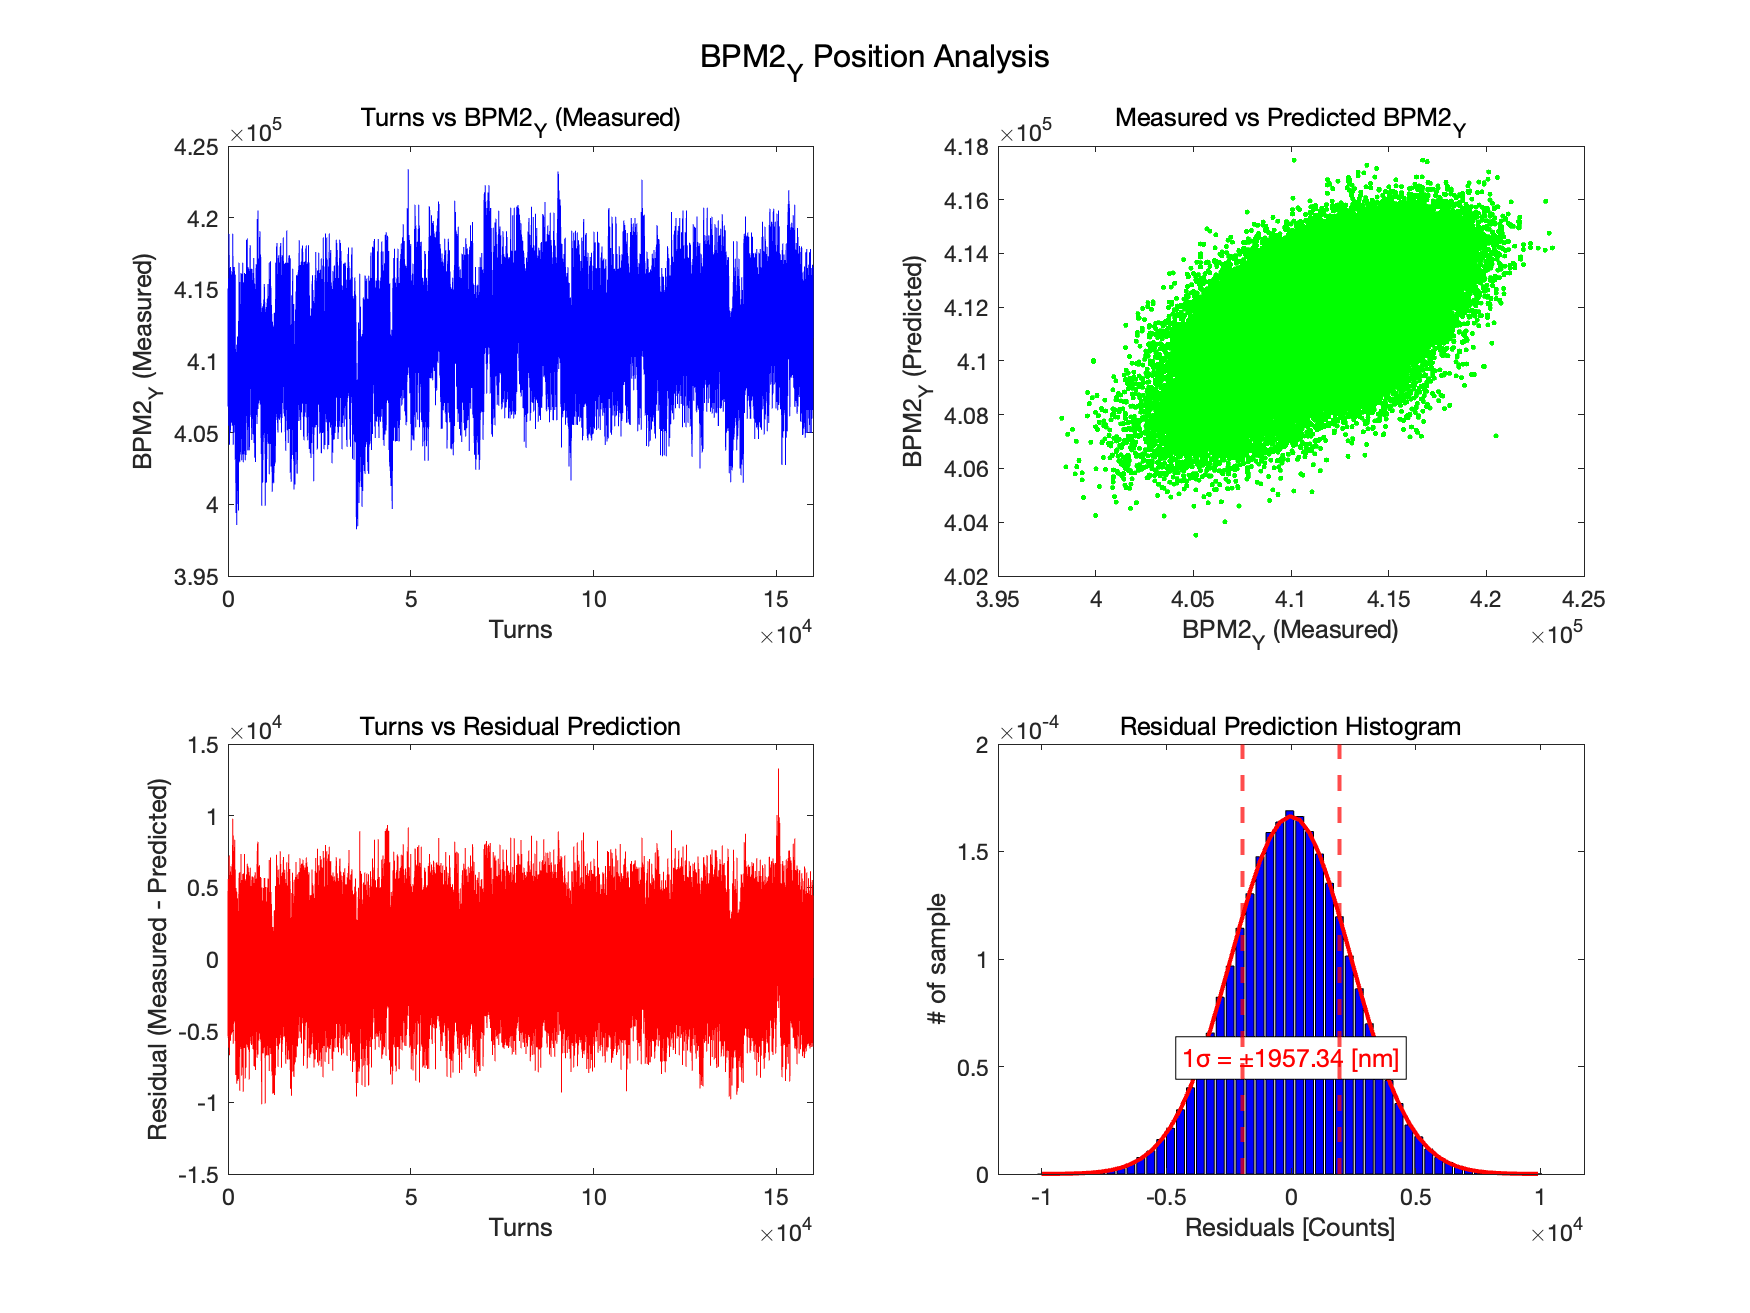 BPM2_Y Position Analysis
Turns vs BPM2_Y (Measured)
×10^5
4.25
4.2
4.15
4.1
4.05
4
3.95
BPM2_Y (Measured)
0 5 10 15
Turns
×10^4
Measured vs Predicted BPM2_Y
×10^5
4.18
4.16
4.14
4.12
4.1
4.08
4.06
4.04
4.02
BPM2_Y (Predicted)
3.95 4 4.05 4.1 4.15 4.2 4.25
BPM2_Y (Measured)
×10^5
Turns vs Residual Prediction
×10^4
1.5
1
0.5
0
-0.5
-1
-1.5
Residual (Measured - Predicted)
0 5 10 15
Turns
×10^4
Residual Prediction Histogram
×10^-4
2
1.5
1
0.5
0
# of sample
1σ = ±1957.34 [nm]
-1 -0.5 0 0.5 1
Residuals [Counts]
×10^4